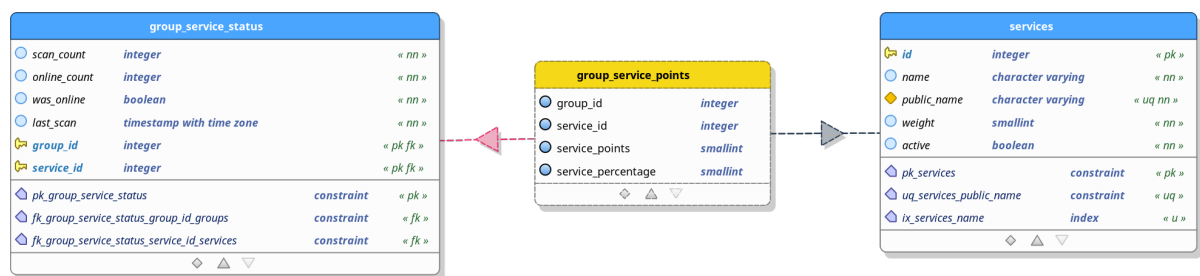 group_service_status
scan_count integer « nn »
online_count integer « nn »
was_online boolean « nn »
last_scan timestamp with time zone « nn »
group_id integer « pk fk »
service_id integer « pk fk »
pk_group_service_status constraint « pk »
fk_group_service_status_group_id_groups constraint « fk »
fk_group_service_status_service_id_services constraint « fk »
group_service_points
group_id integer
service_id integer
service_points smallint
service_percentage smallint
services
id integer « pk »
name character varying « nn »
public_name character varying « uq nn »
weight smallint « nn »
active boolean « nn »
pk_services constraint « pk »
uq_services_public_name constraint « uq »
ix_services_name index « u »